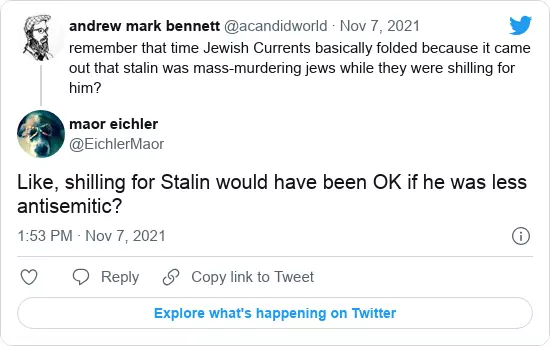 andrew mark bennett @acandidworld · Nov 7, 2021
remember that time Jewish Currents basically folded because it came
out that stalin was mass-murdering jews while they were shilling for
him?
maor eichler
@EichlerMaor
Like, shilling for Stalin would have been OK if he was less
antisemitic?
1:53 PM · Nov 7, 2021
Reply Copy link to Tweet
Explore what's happening on Twitter